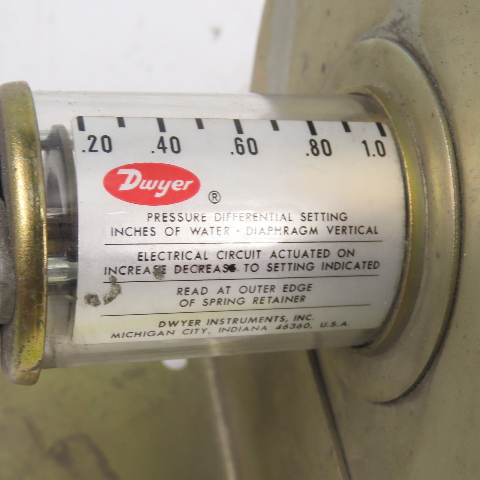 .20 .40 .60 .80 1.0
Dwyer ®
PRESSURE DIFFERENTIAL SETTING
INCHES OF WATER · DIAPHRAGM VERTICAL
ELECTRICAL CIRCUIT ACTUATED ON
INCREASE DECREASE TO SETTING INDICATED
READ AT OUTER EDGE
OF SPRING RETAINER
DWYER INSTRUMENTS, INC.
MICHIGAN CITY, INDIANA 46360, U.S.A